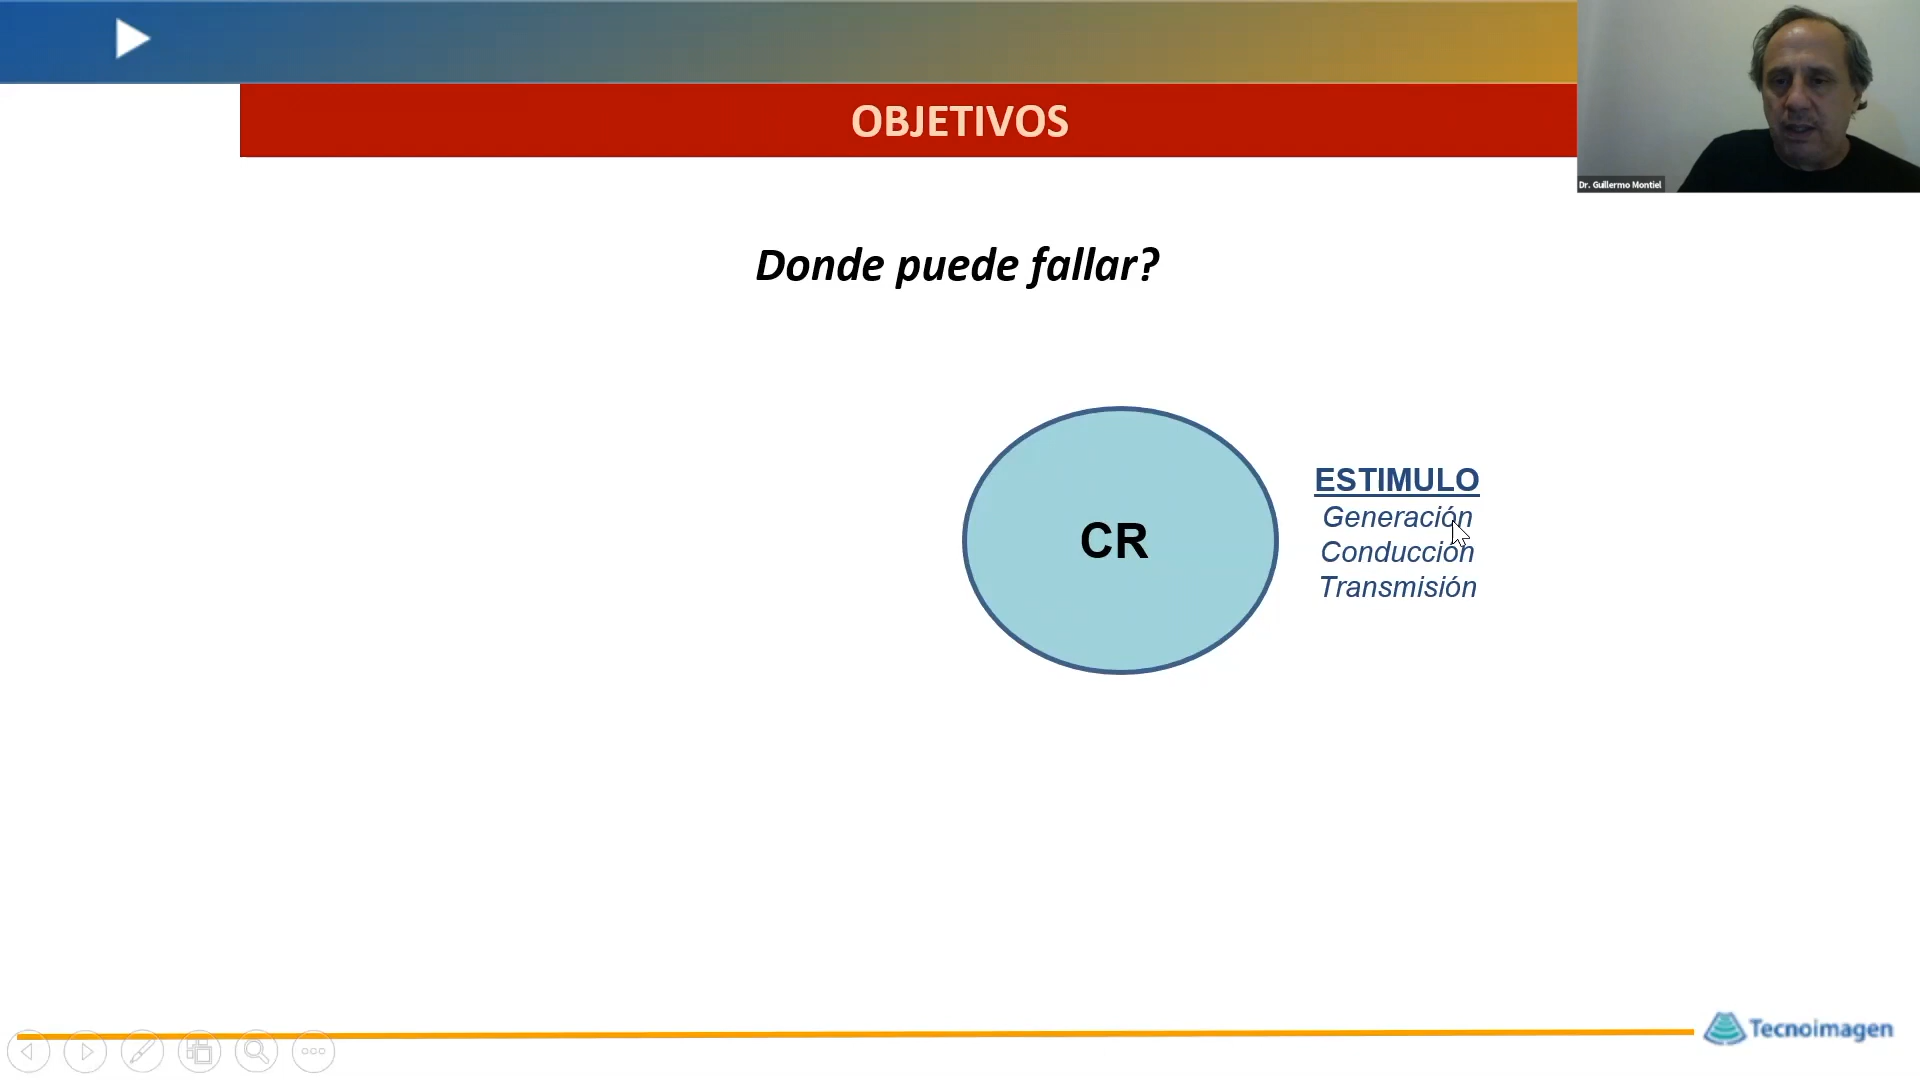 OBJETIVOS
Dr. Guillermo Montiel
Donde puede fallar?
CR
ESTIMULO
Generación
Conducción
Transmisión
Tecnoimagen